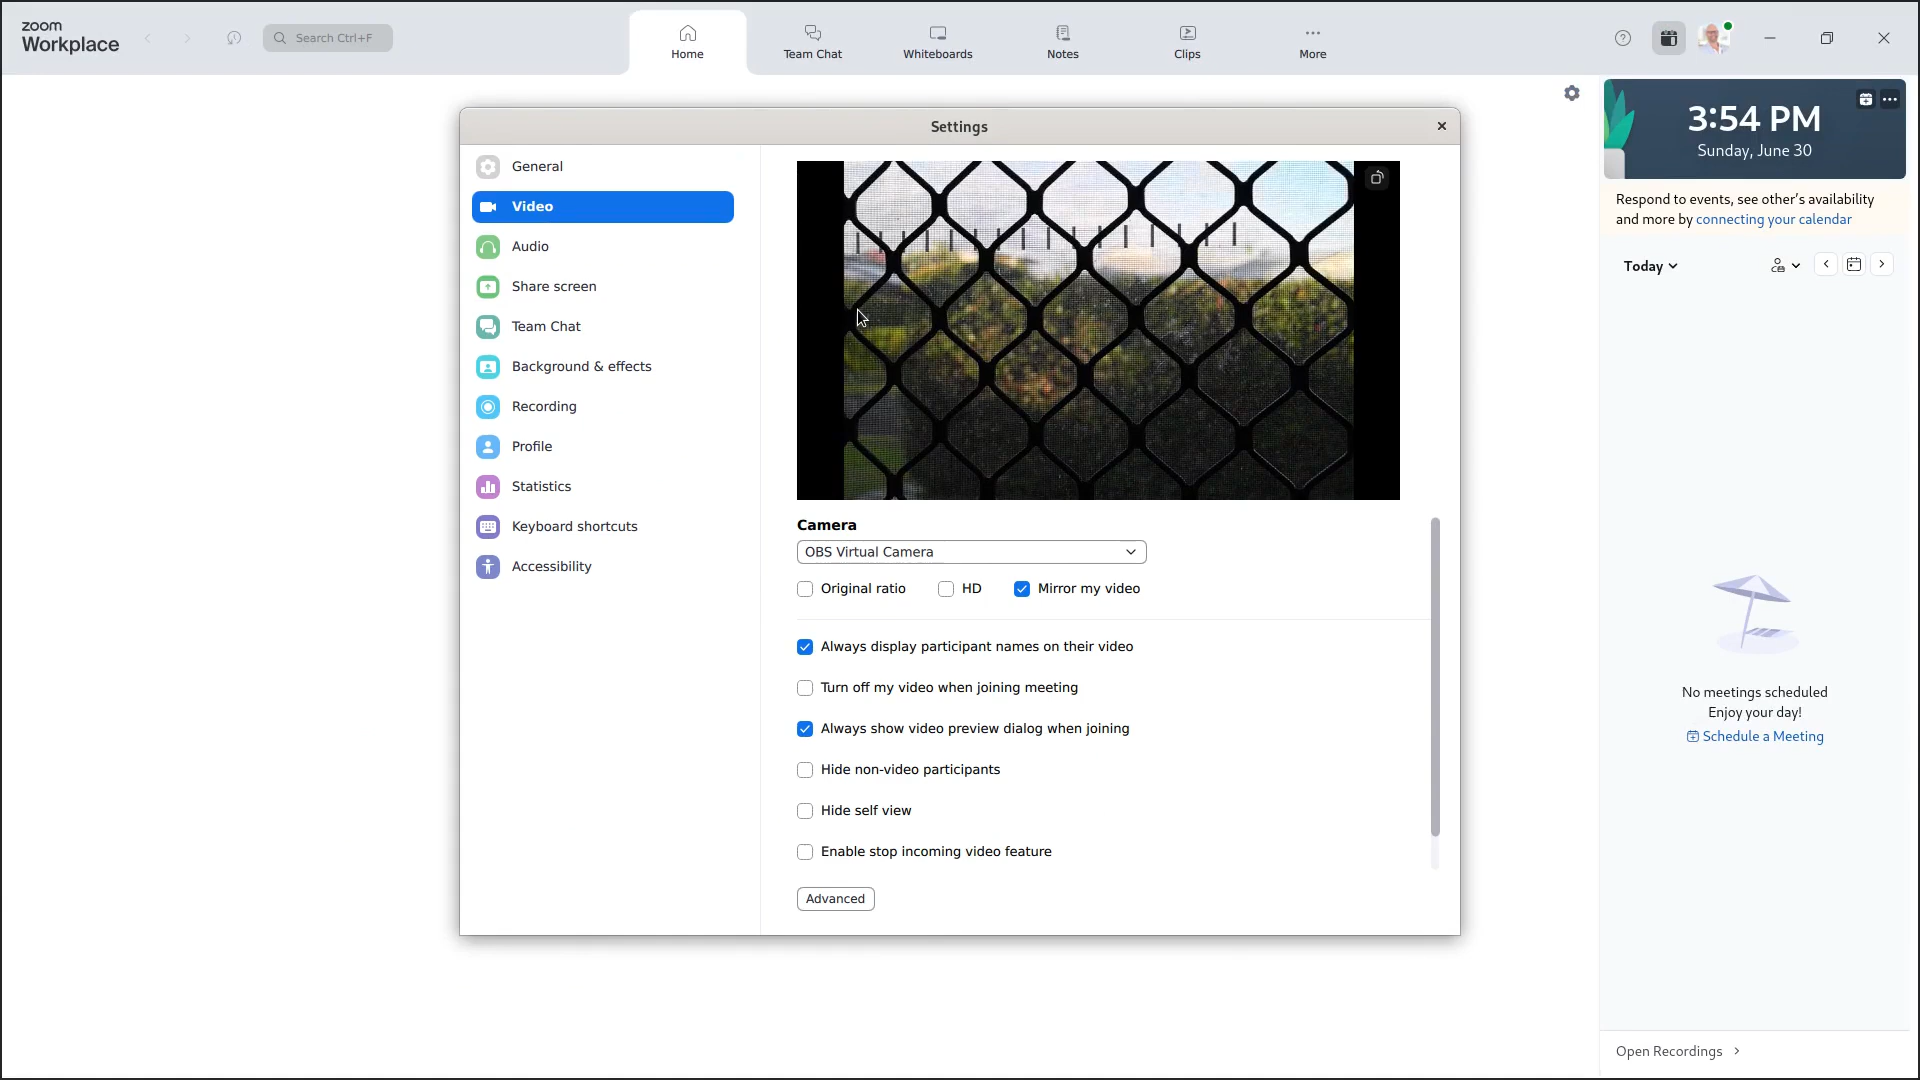 zoom
Workplace
Search Ctrl+F
Home
Team Chat
Whiteboards
Notes
Clips
More
Settings
General
Video
Audio
Share screen
Team Chat
Background & effects
Recording
Profile
Statistics
Keyboard shortcuts
Accessibility
Camera
OBS Virtual Camera
Original ratio
HD
Mirror my video
Always display participant names on their video
Turn off my video when joining meeting
Always show video preview dialog when joining
Hide non-video participants
Hide self view
Enable stop incoming video feature
Advanced
3:54 PM
Sunday, June 30
Respond to events, see other’s availability
and more by connecting your calendar
Today
No meetings scheduled
Enjoy your day!
Schedule a Meeting
Open Recordings